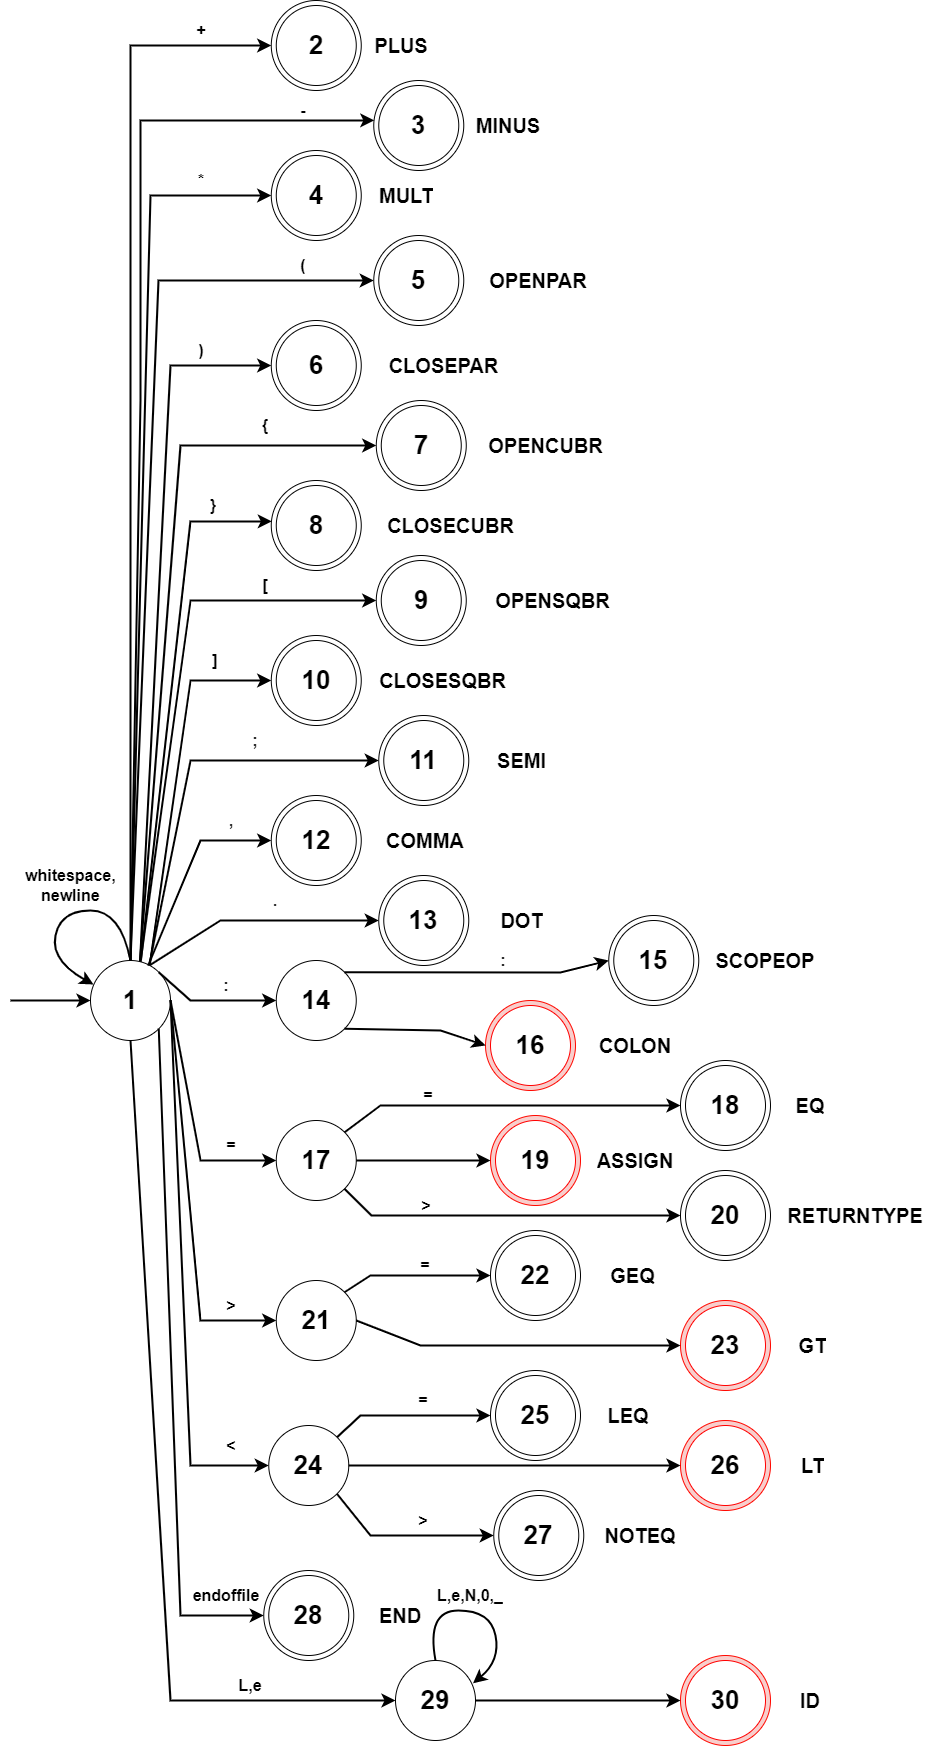 +
2
PLUS
-
3
MINUS
*
4
MULT
(
5
OPENPAR
)
6
CLOSEPAR
{
7
OPENCUBR
}
8
CLOSECUBR
[
9
OPENSQBR
]
10
CLOSESQBR
;
11
SEMI
,
12
COMMA
whitespace,
newline
.
13
DOT
1
:
14
:
15
SCOPEOP
16
COLON
=
17
=
18
EQ
19
ASSIGN
>
20
RETURNTYPE
>
21
=
22
GEQ
23
GT
<
24
=
25
LEQ
26
LT
>
27
NOTEQ
endoffile
28
END
L,e
29
L,e,N,0,_
30
ID